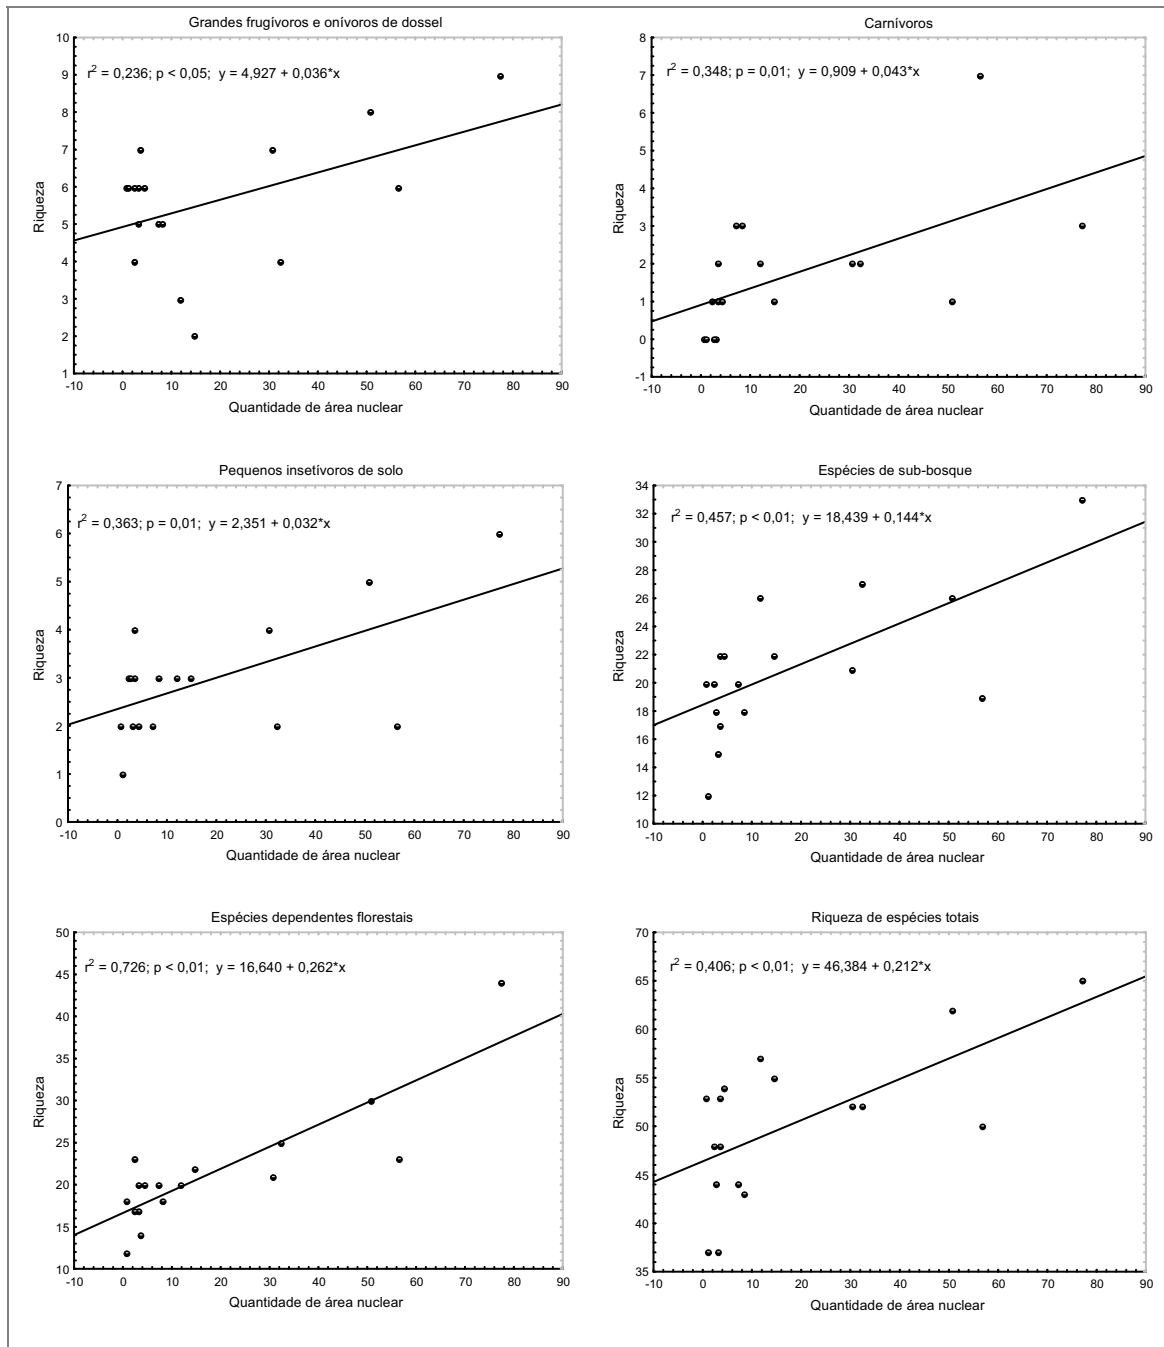 Grandes frugívoros e onívoros de dossel
r² = 0,236; p < 0,05; y = 4,927 + 0,036*x
Riqueza
10
9
8
7
6
5
4
3
2
1
-10 0 10 20 30 40 50 60 70 80 90
Quantidade de área nuclear
Carnívoros
r² = 0,348; p = 0,01; y = 0,909 + 0,043*x
Riqueza
8
7
6
5
4
3
2
1
0
-1
-10 0 10 20 30 40 50 60 70 80 90
Quantidade de área nuclear
Pequenos insetívoros de solo
r² = 0,363; p = 0,01; y = 2,351 + 0,032*x
Riqueza
7
6
5
4
3
2
1
0
-10 0 10 20 30 40 50 60 70 80 90
Quantidade de área nuclear
Espécies de sub-bosque
r² = 0,457; p < 0,01; y = 18,439 + 0,144*x
Riqueza
34
32
30
28
26
24
22
20
18
16
14
12
10
-10 0 10 20 30 40 50 60 70 80 90
Quantidade de área nuclear
Espécies dependentes florestais
r² = 0,726; p < 0,01; y = 16,640 + 0,262*x
Riqueza
50
45
40
35
30
25
20
15
10
-10 0 10 20 30 40 50 60 70 80 90
Quantidade de área nuclear
Riqueza de espécies totais
r² = 0,406; p < 0,01; y = 46,384 + 0,212*x
Riqueza
70
65
60
55
50
45
40
35
-10 0 10 20 30 40 50 60 70 80 90
Quantidade de área nuclear